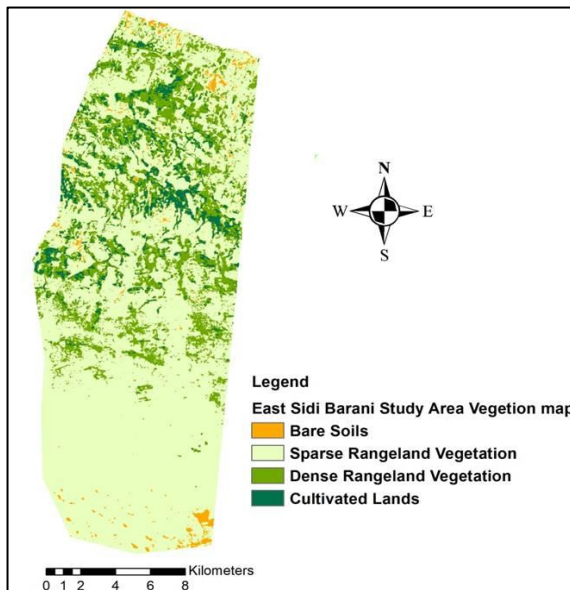 N
W E
S
Legend
East Sidi Barani Study Area Vegetion map
Bare Soils
Sparse Rangeland Vegetation
Dense Rangeland Vegetation
Cultivated Lands
Kilometers
0 1 2 4 6 8